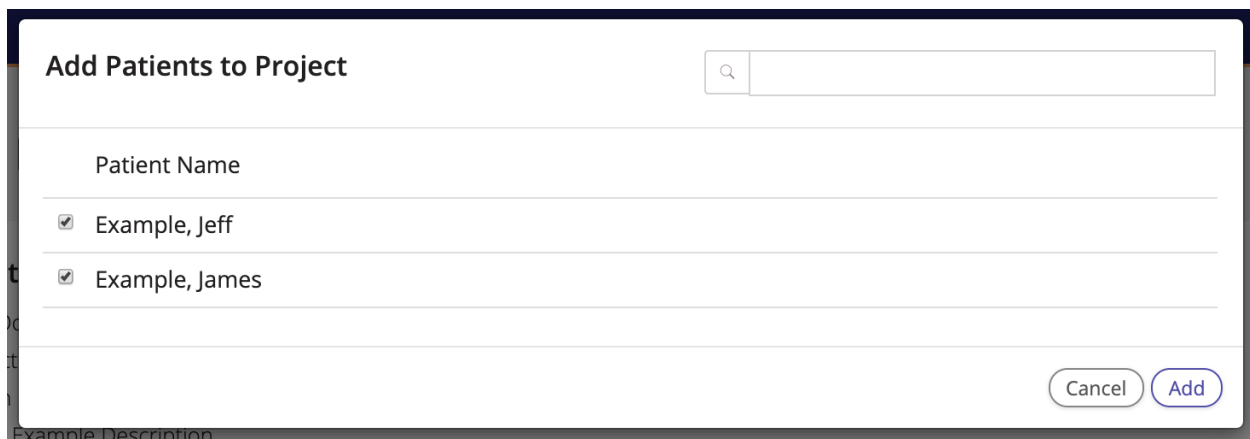 Add Patients to Project
Patient Name
Example, Jeff
Example, James
Cancel Add
Example Description